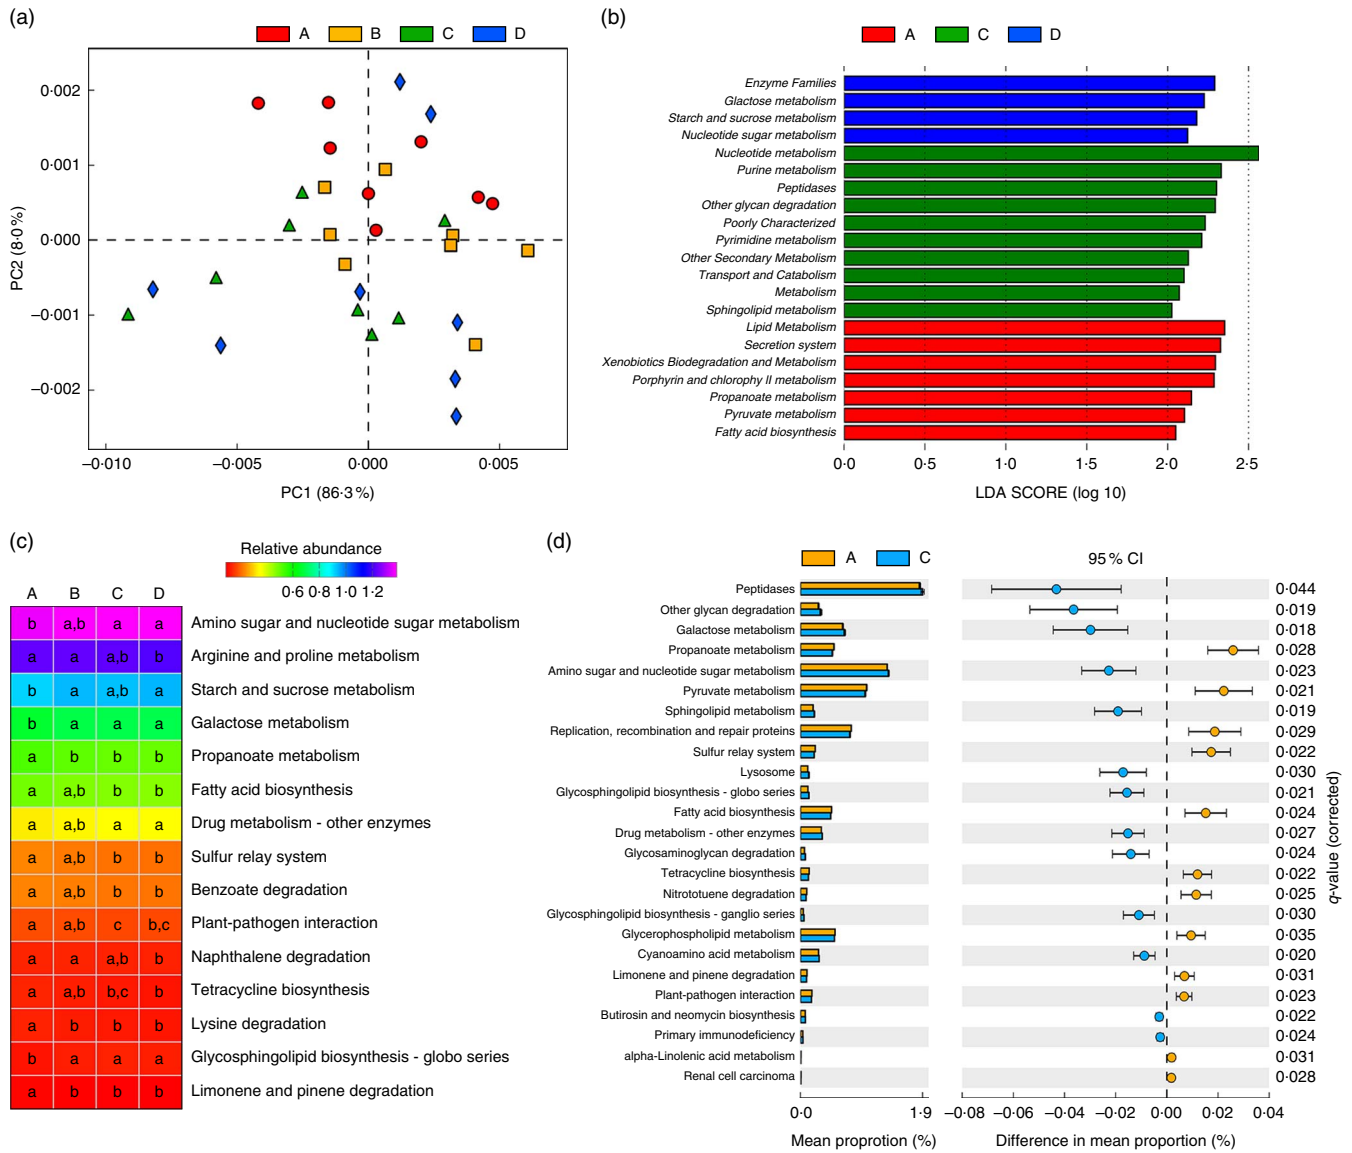 (a)
A B C D
0·002
0·001
0·000
−0·001
−0·002
PC2 (8·0 %)
−0·010 −0·005 0·000 0·005
PC1 (86·3 %)
(b)
A C D
Enzyme Families
Glactose metabolism
Starch and sucrose metabolism
Nucleotide sugar metabolism
Nucleotide metabolism
Purine metabolism
Peptidases
Other glycan degradation
Poorly Characterized
Pyrimidine metabolism
Other Secondary Metabolism
Transport and Catabolism
Metabolism
Sphingolipid metabolism
Lipid Metabolism
Secretion system
Xenobiotics Biodegradation and Metabolism
Porphyrin and chlorophy II metabolism
Propanoate metabolism
Pyruvate metabolism
Fatty acid biosynthesis
0·0 0·5 1·0 1·5 2·0 2·5
LDA SCORE (log 10)
(c)
Relative abundance
0·6 0·8 1·0 1·2
A B C D
b a,b a a Amino sugar and nucleotide sugar metabolism
a a a,b b Arginine and proline metabolism
b a a,b a Starch and sucrose metabolism
b a a a Galactose metabolism
a b b b Propanoate metabolism
a a,b b b Fatty acid biosynthesis
a a,b a a Drug metabolism - other enzymes
a a,b b b Sulfur relay system
a a,b b b Benzoate degradation
a a,b c b,c Plant-pathogen interaction
a a a,b b Naphthalene degradation
a a,b b,c b Tetracycline biosynthesis
a b b b Lysine degradation
b a a a Glycosphingolipid biosynthesis - globo series
a b b b Limonene and pinene degradation
(d)
A C
95 % CI
Peptidases 0·044
Other glycan degradation 0·019
Galactose metabolism 0·018
Propanoate metabolism 0·028
Amino sugar and nucleotide sugar metabolism 0·023
Pyruvate metabolism 0·021
Sphingolipid metabolism 0·019
Replication, recombination and repair proteins 0·029
Sulfur relay system 0·022
Lysosome 0·030
Glycosphingolipid biosynthesis - globo series 0·021
Fatty acid biosynthesis 0·024
Drug metabolism - other enzymes 0·027
Glycosaminoglycan degradation 0·024
Tetracycline biosynthesis 0·022
Nitrototuene degradation 0·025
Glycosphingolipid biosynthesis - ganglio series 0·030
Glycerophospholipid metabolism 0·035
Cyanoamino acid metabolism 0·020
Limonene and pinene degradation 0·031
Plant-pathogen interaction 0·023
Butirosin and neomycin biosynthesis 0·022
Primary immunodeficiency 0·024
alpha-Linolenic acid metabolism 0·031
Renal cell carcinoma 0·028
q-value (corrected)
0·0 1·9 −0·08 −0·06 −0·04 −0·02 0·00 0·02 0·04
Mean proprotion (%) Difference in mean proportion (%)